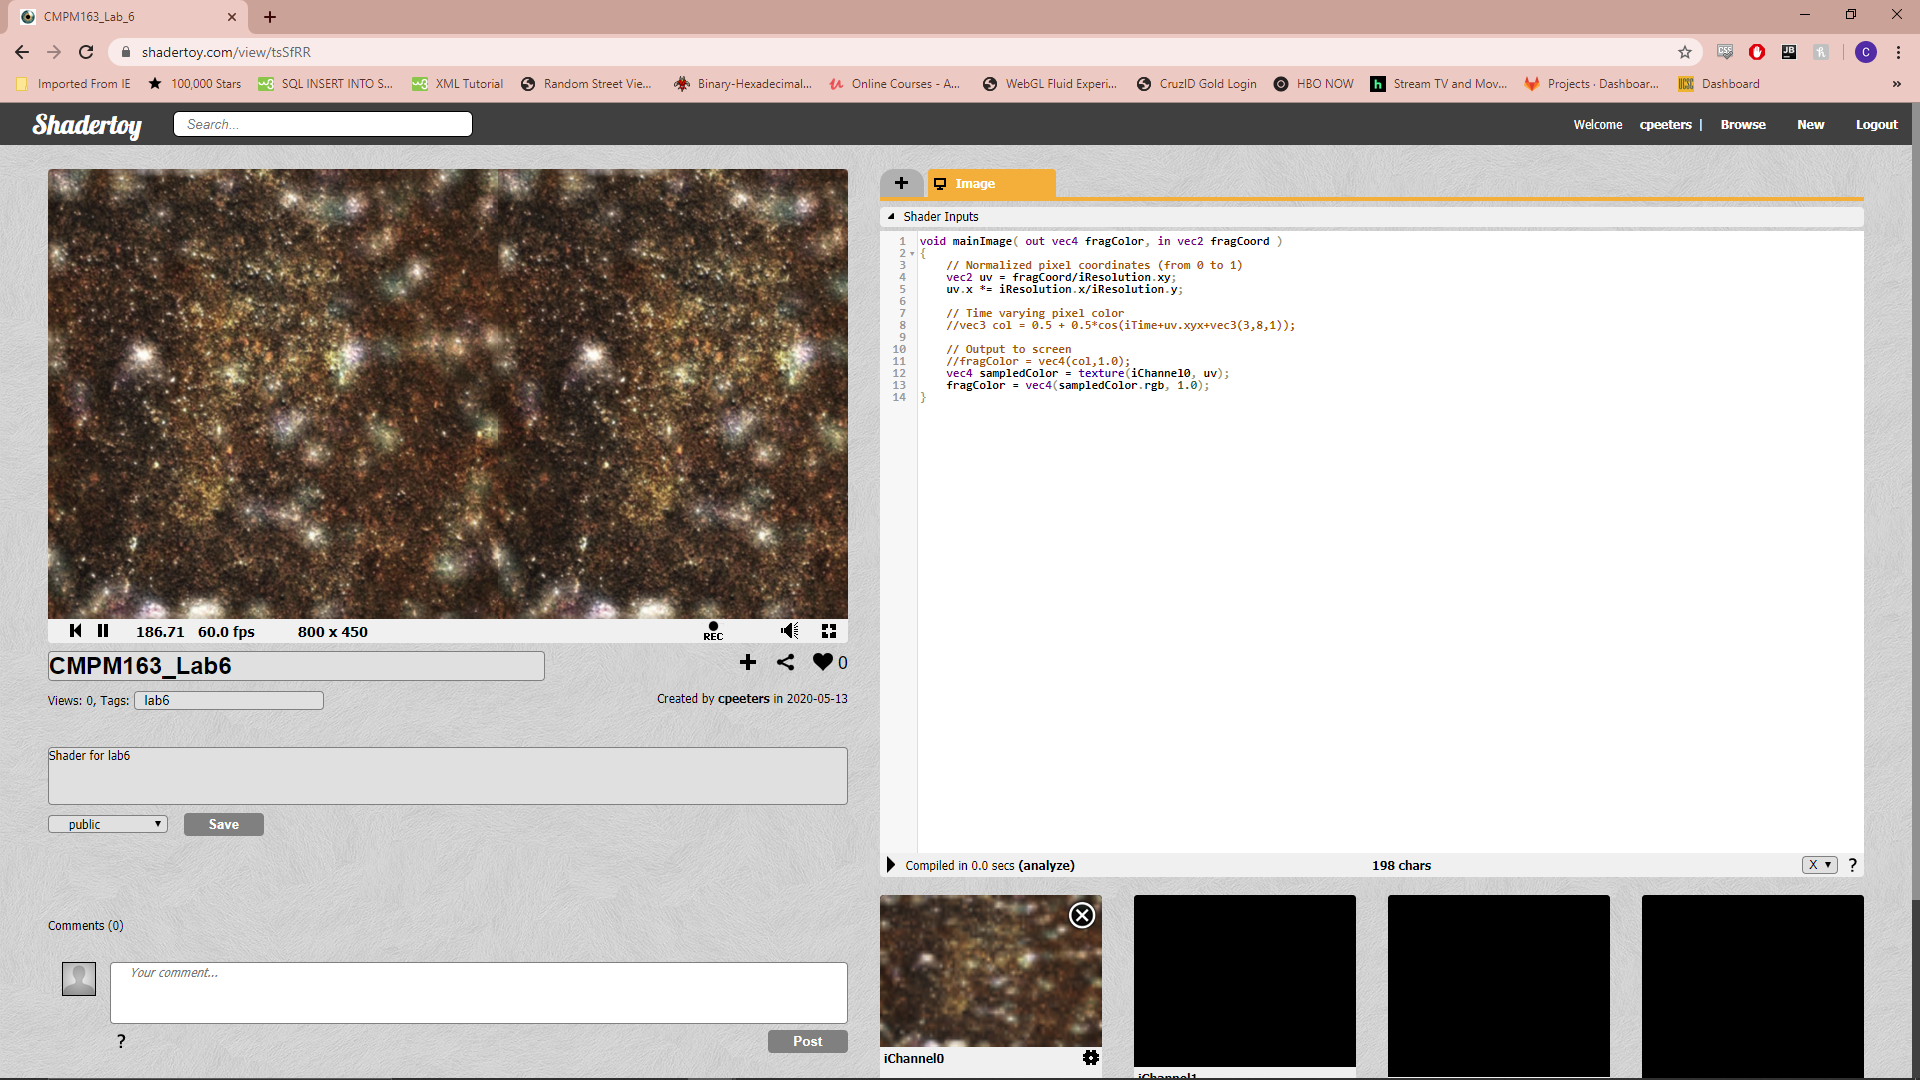 CMPM163_Lab_6
shadertoy.com/view/tsSfRR
Imported From IE
100,000 Stars
SQL INSERT INTO S...
XML Tutorial
Random Street Vie...
Binary-Hexadecimal...
Online Courses - A...
WebGL Fluid Experi...
CruzID Gold Login
HBO NOW
Stream TV and Mov...
Projects · Dashboar...
Dashboard
»
Shadertoy
Search...
Welcome cpeeters | Browse New Logout
+
Image
Shader Inputs
1 void mainImage( out vec4 fragColor, in vec2 fragCoord )
2 {
3 // Normalized pixel coordinates (from 0 to 1)
4 vec2 uv = fragCoord/iResolution.xy;
5 uv.x *= iResolution.x/iResolution.y;
6
7 // Time varying pixel color
8 //vec3 col = 0.5 + 0.5*cos(iTime+uv.xyx+vec3(3,8,1));
9
10 // Output to screen
11 //fragColor = vec4(col,1.0);
12 vec4 sampledColor = texture(iChannel0, uv);
13 fragColor = vec4(sampledColor.rgb, 1.0);
14 }
186.71 60.0 fps 800 x 450
REC
CMPM163_Lab6
0
Views: 0, Tags: lab6
Created by cpeeters in 2020-05-13
Shader for lab6
public
Save
Compiled in 0.0 secs (analyze)
198 chars
X
?
Comments (0)
Your comment...
?
Post
iChannel0
iChannel1